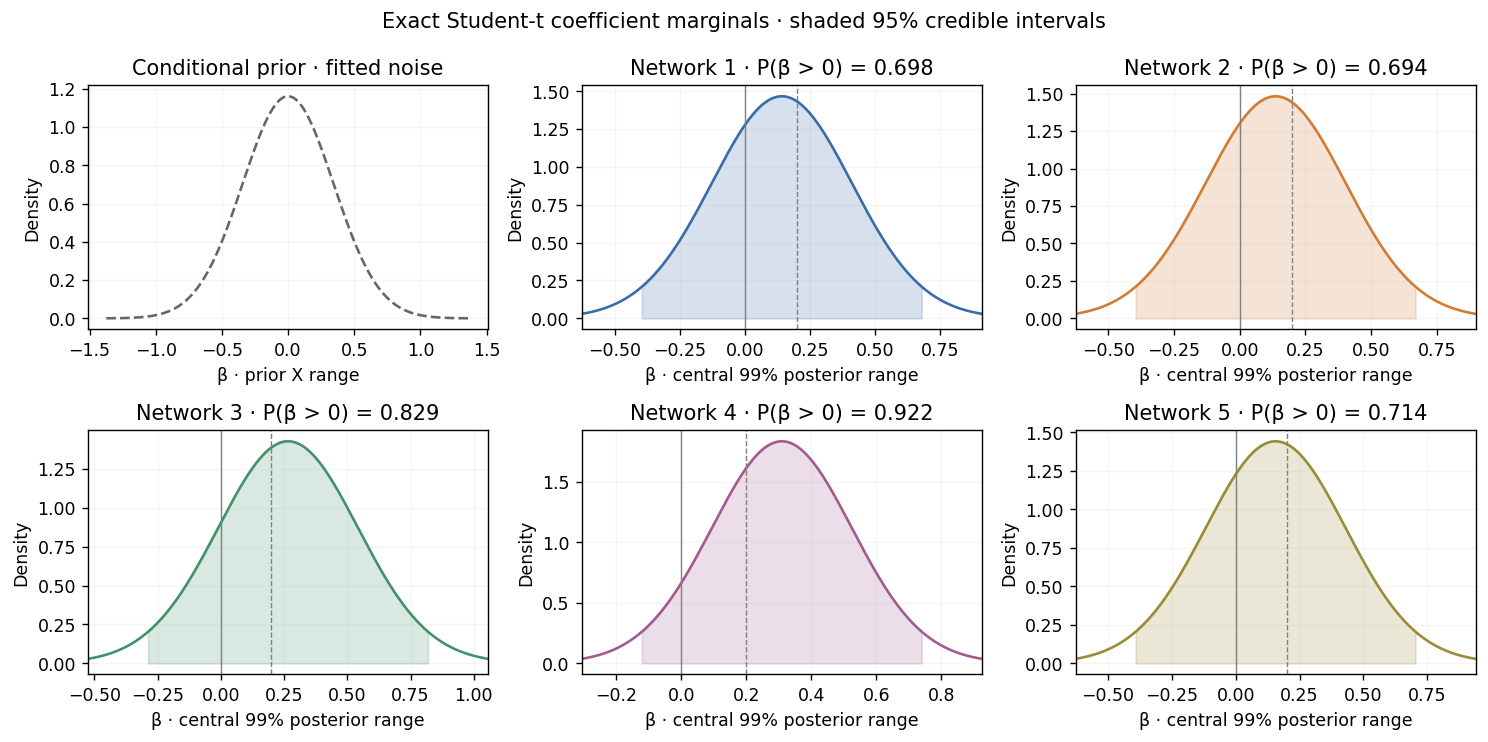 Exact Student-t coefficient marginals · shaded 95% credible intervals
Conditional prior · fitted noise
Density
1.2
1.0
0.8
0.6
0.4
0.2
0.0
−1.5 −1.0 −0.5 0.0 0.5 1.0 1.5
β · prior X range
Network 1 · P(β > 0) = 0.698
Density
1.50
1.25
1.00
0.75
0.50
0.25
0.00
−0.50 −0.25 0.00 0.25 0.50 0.75
β · central 99% posterior range
Network 2 · P(β > 0) = 0.694
Density
1.50
1.25
1.00
0.75
0.50
0.25
0.00
−0.50 −0.25 0.00 0.25 0.50 0.75
β · central 99% posterior range
Network 3 · P(β > 0) = 0.829
Density
1.25
1.00
0.75
0.50
0.25
0.00
−0.50 −0.25 0.00 0.25 0.50 0.75 1.00
β · central 99% posterior range
Network 4 · P(β > 0) = 0.922
Density
1.5
1.0
0.5
0.0
−0.2 0.0 0.2 0.4 0.6 0.8
β · central 99% posterior range
Network 5 · P(β > 0) = 0.714
Density
1.50
1.25
1.00
0.75
0.50
0.25
0.00
−0.50 −0.25 0.00 0.25 0.50 0.75
β · central 99% posterior range